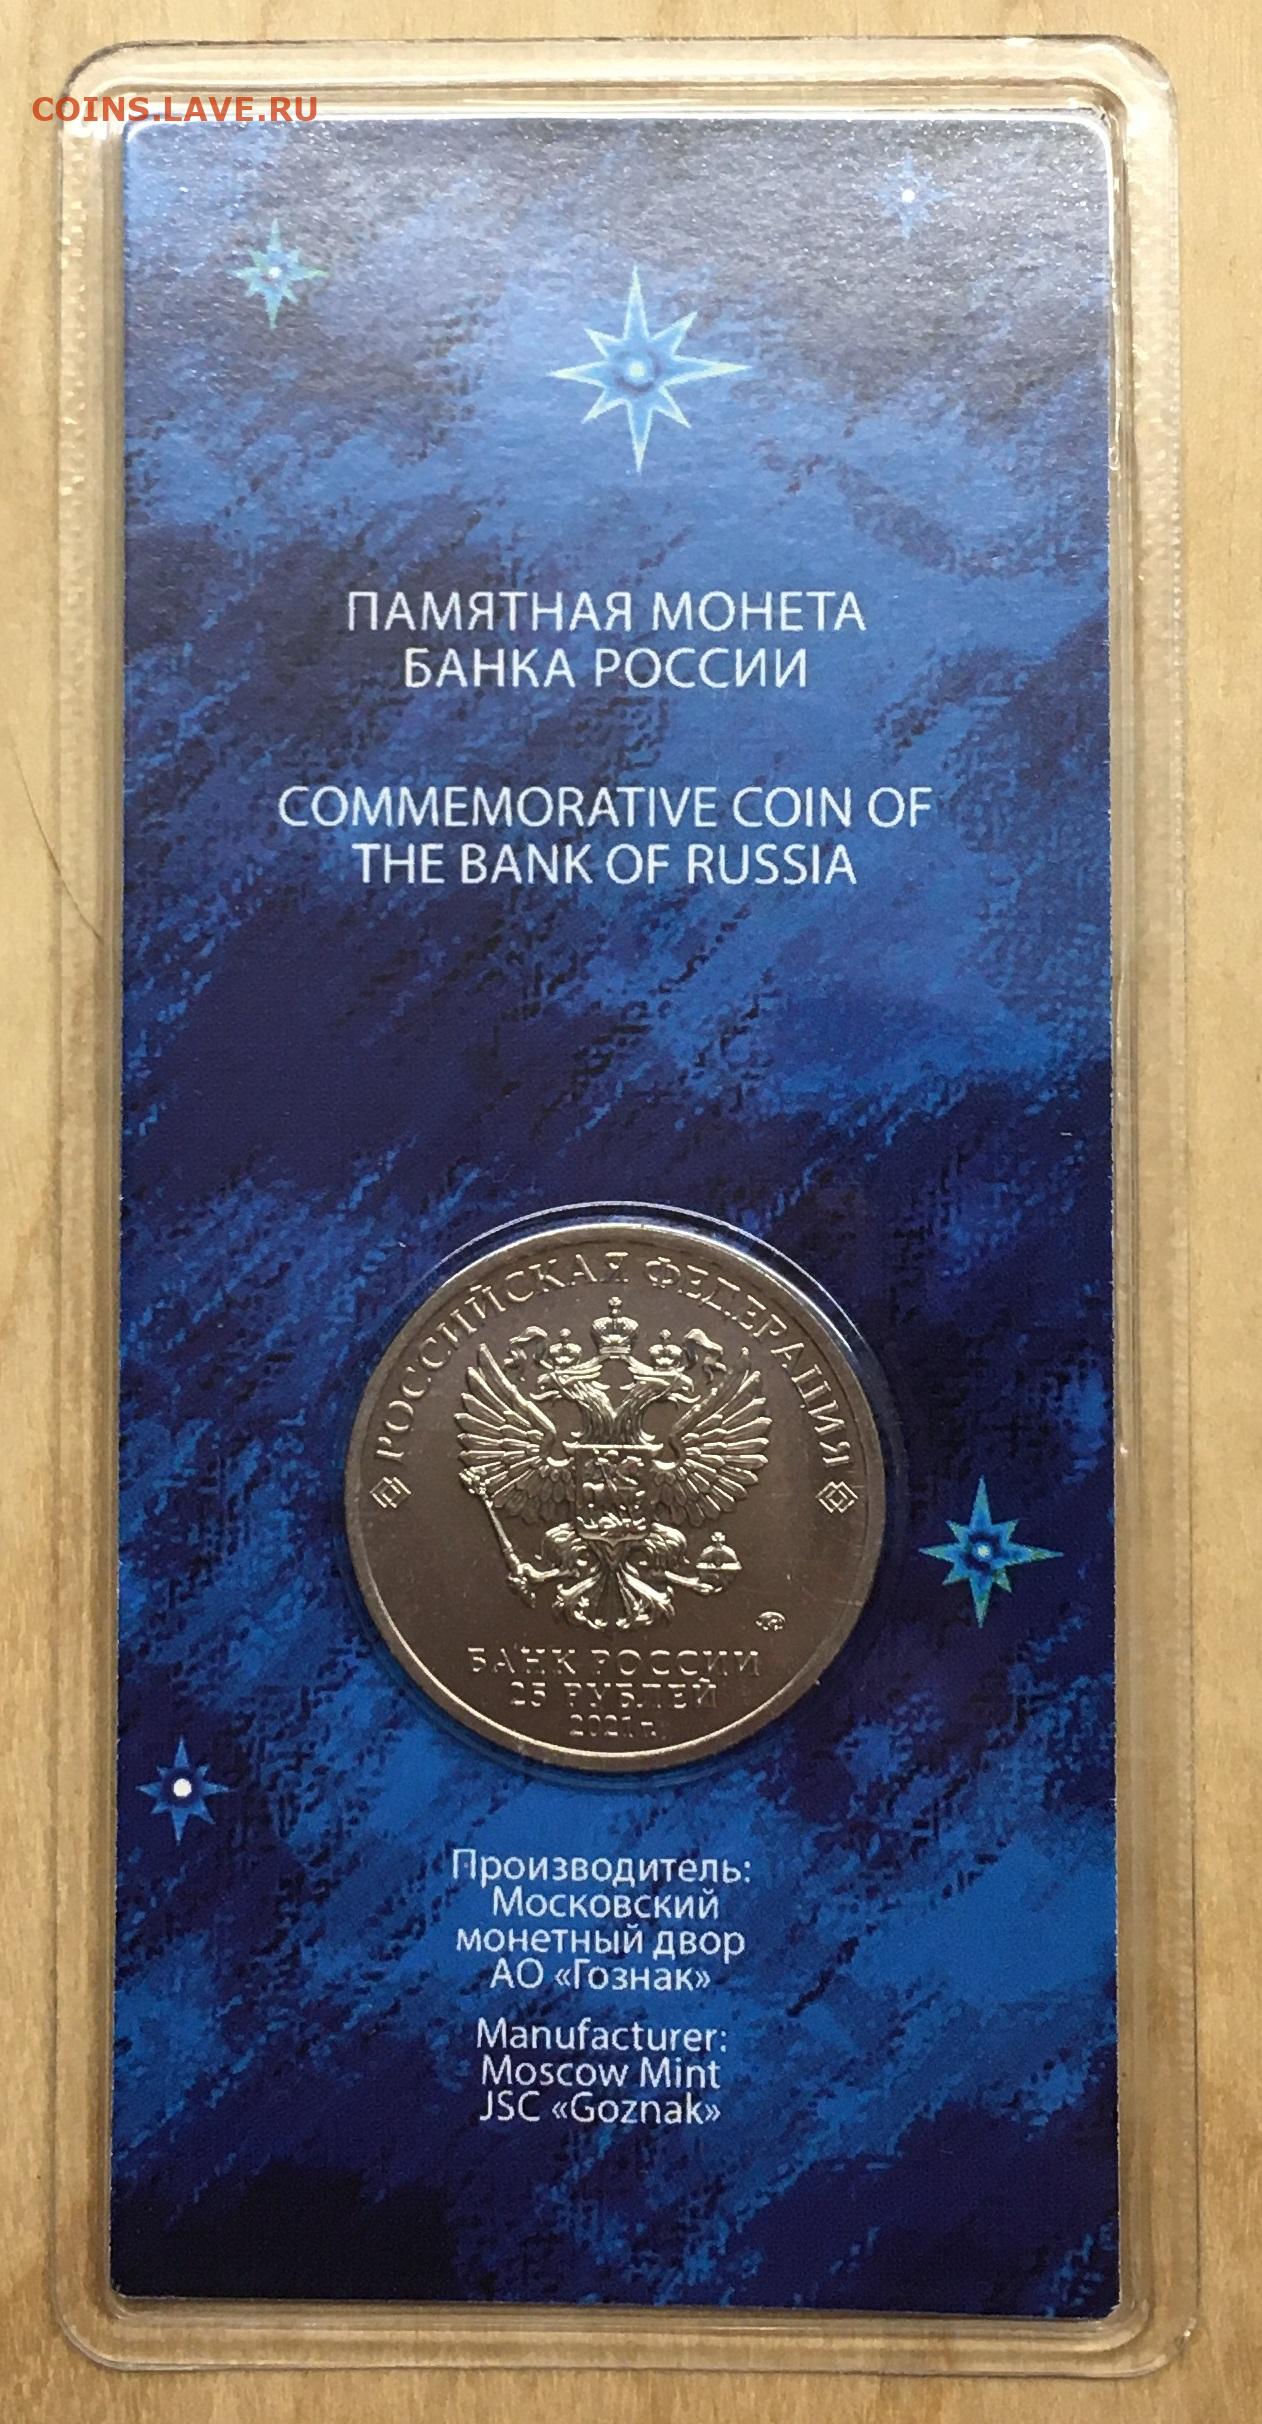 COINS.LAVE.RU
ПАМЯТНАЯ МОНЕТА
БАНКА РОССИИ
COMMEMORATIVE COIN OF
THE BANK OF RUSSIA
РОССИЙСКАЯ ФЕДЕРАЦИЯ
БАНК РОССИИ
25 РУБЛЕЙ
2021 г.
Производитель:
Московский
монетный двор
АО «Гознак»
Manufacturer:
Moscow Mint
JSC «Goznak»